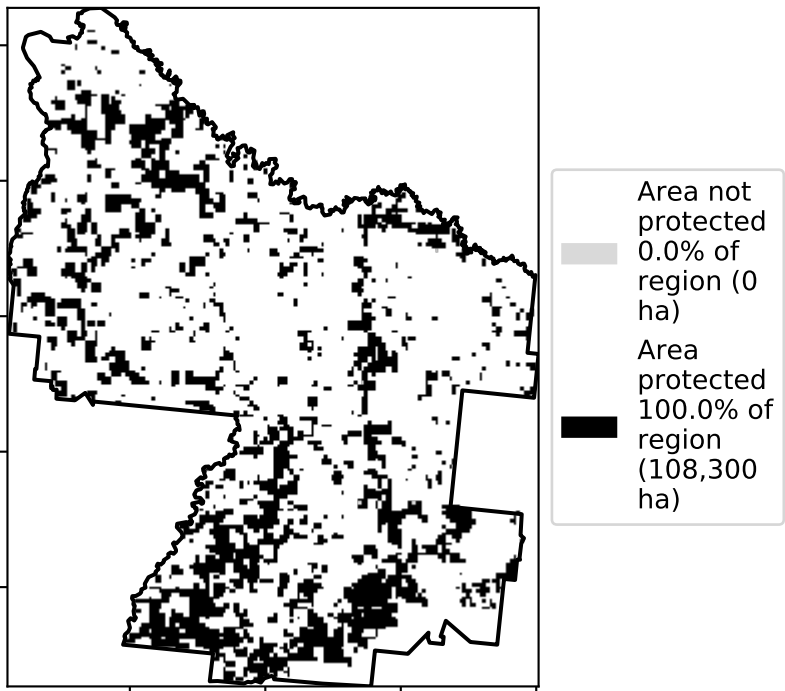 Area not
protected
0.0% of
region (0
ha)
Area
protected
100.0% of
region
(108,300
ha)